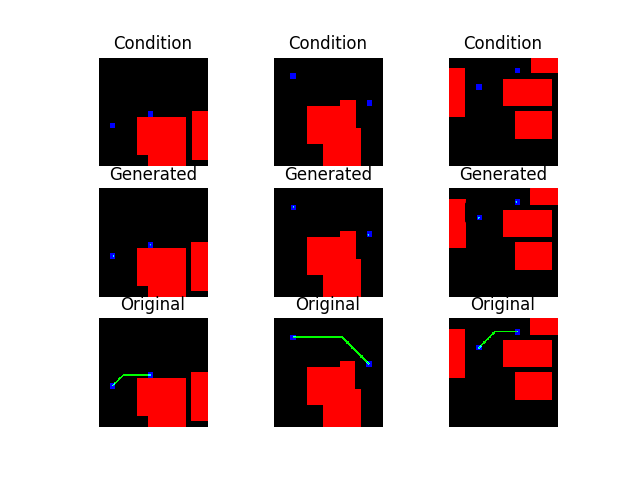 Condition Condition Condition
Generated Generated Generated
Original Original Original